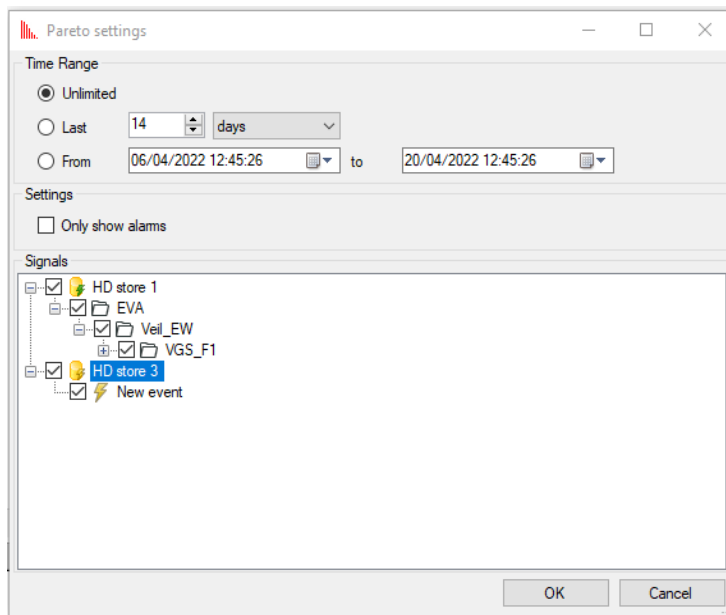 Pareto settings
Time Range
Unlimited
Last 14 days
From 06/04/2022 12:45:26 to 20/04/2022 12:45:26
Settings
Only show alarms
Signals
HD store 1
EVA
Veil_EW
VGS_F1
HD store 3
New event
OK Cancel